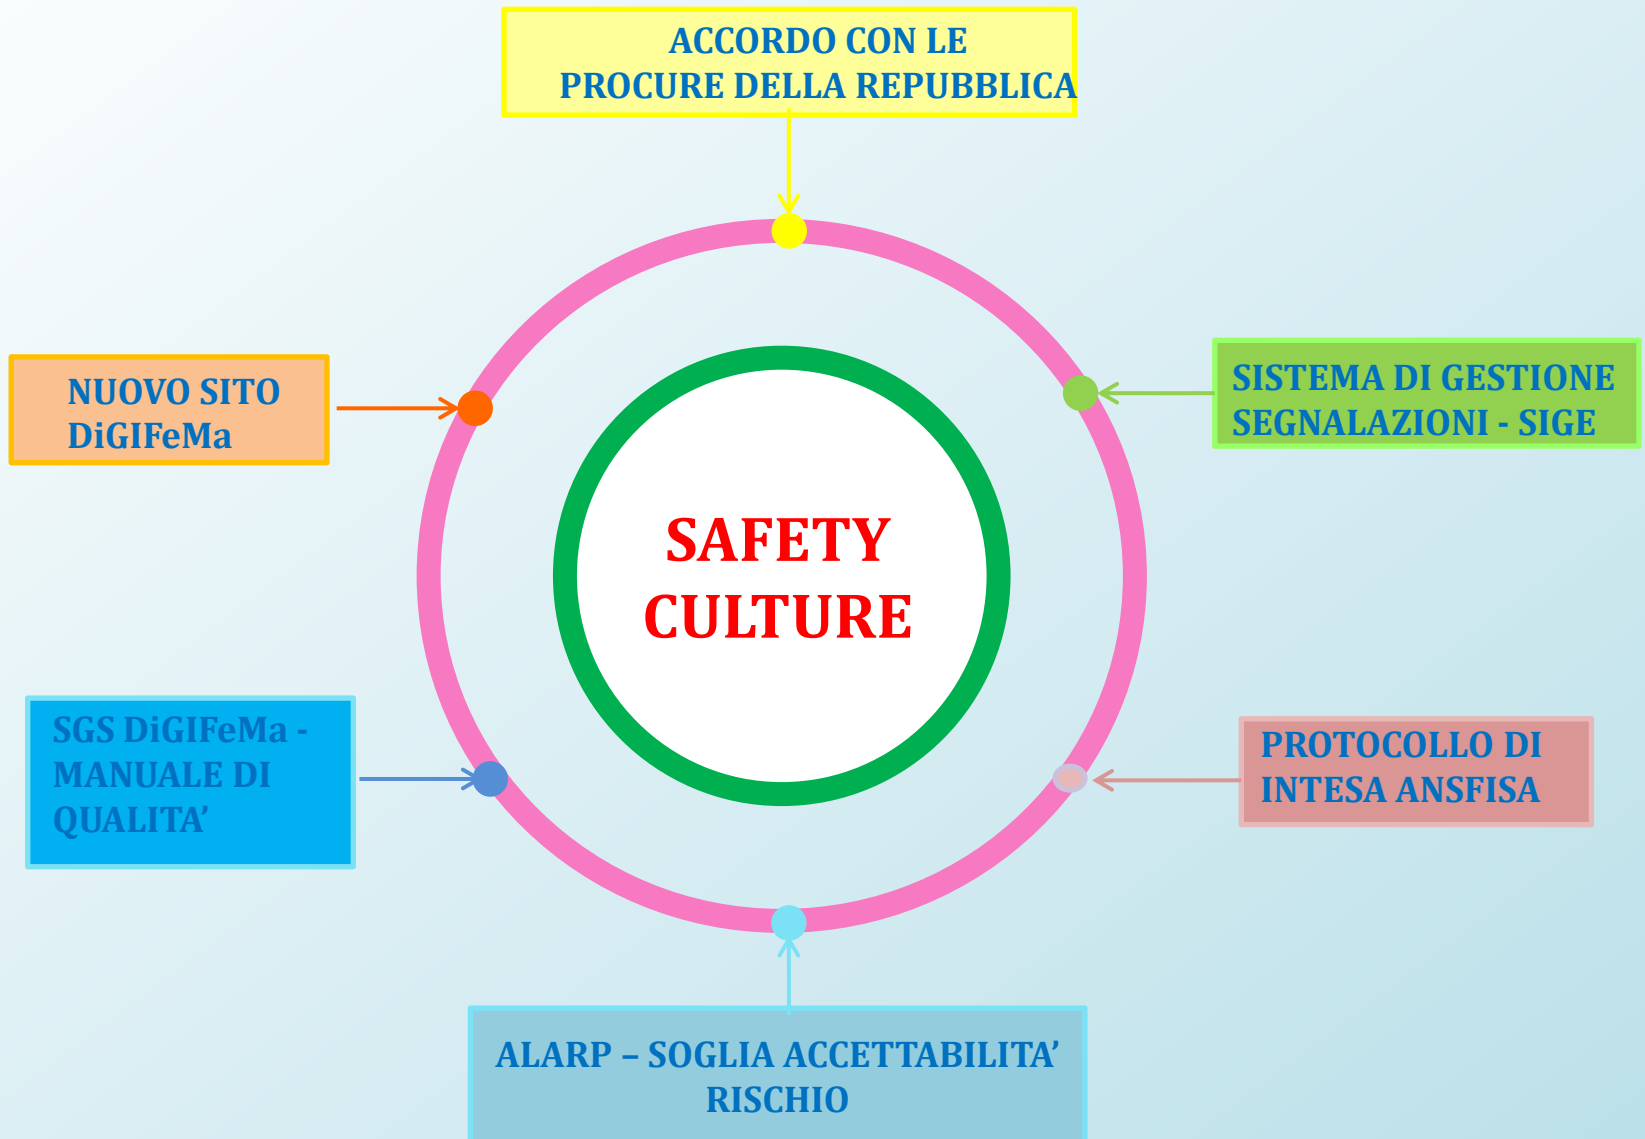 ACCORDO CON LE
PROCURE DELLA REPUBBLICA
NUOVO SITO
DiGIFeMa
SISTEMA DI GESTIONE
SEGNALAZIONI - SIGE
SAFETY
CULTURE
SGS DiGIFeMa -
MANUALE DI
QUALITA’
PROTOCOLLO DI
INTESA ANSFISA
ALARP – SOGLIA ACCETTABILITA’
RISCHIO